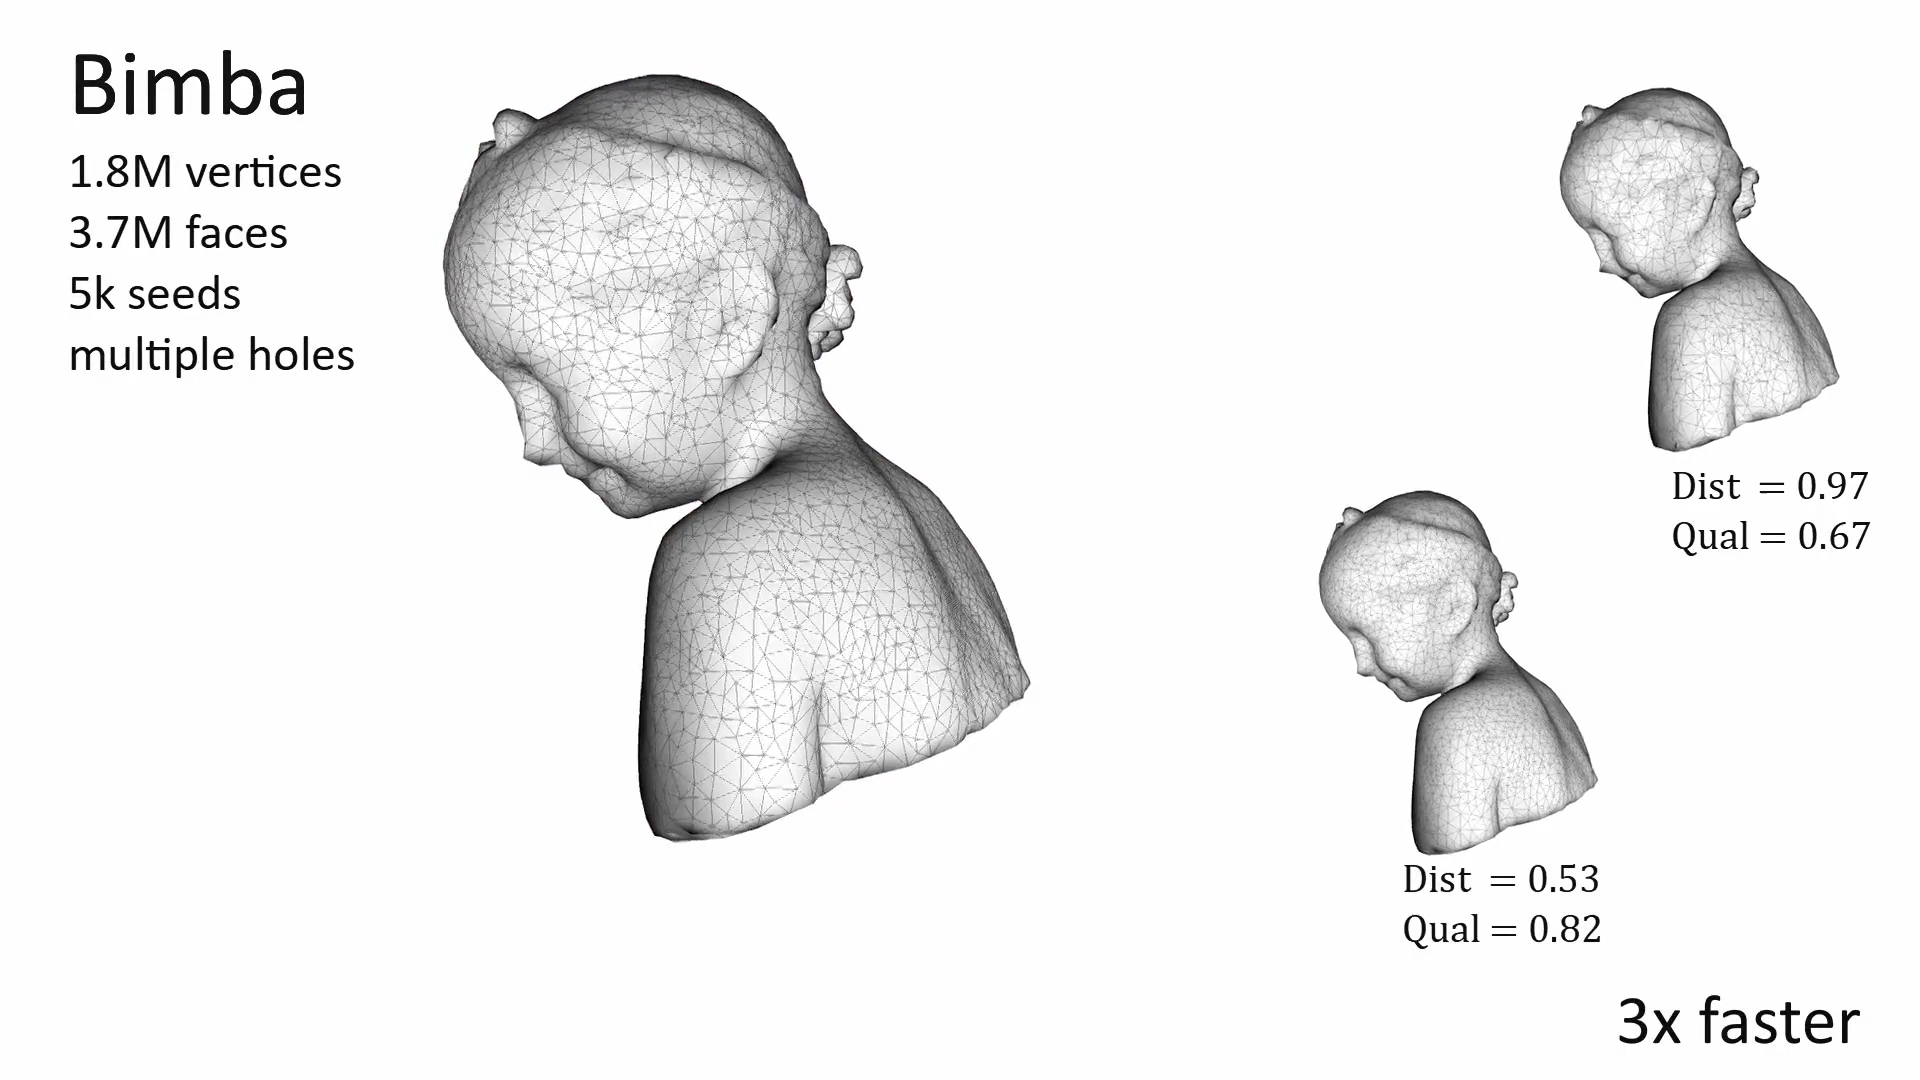 Bimba
1.8M vertices
3.7M faces
5k seeds
multiple holes
Dist = 0.97
Qual = 0.67
Dist = 0.53
Qual = 0.82
3x faster